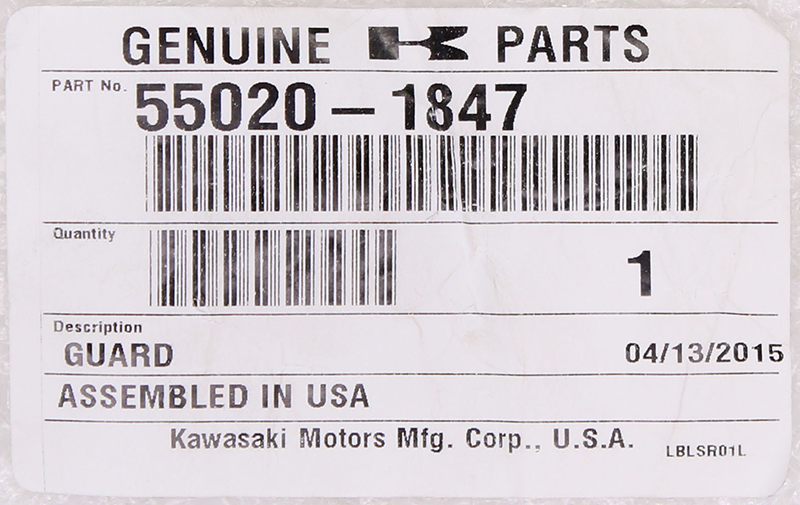 GENUINE PARTS
PART No. 55020-1847
Quantity 1
Description
GUARD 04/13/2015
ASSEMBLED IN USA
Kawasaki Motors Mfg. Corp., U.S.A. LBLSR01L